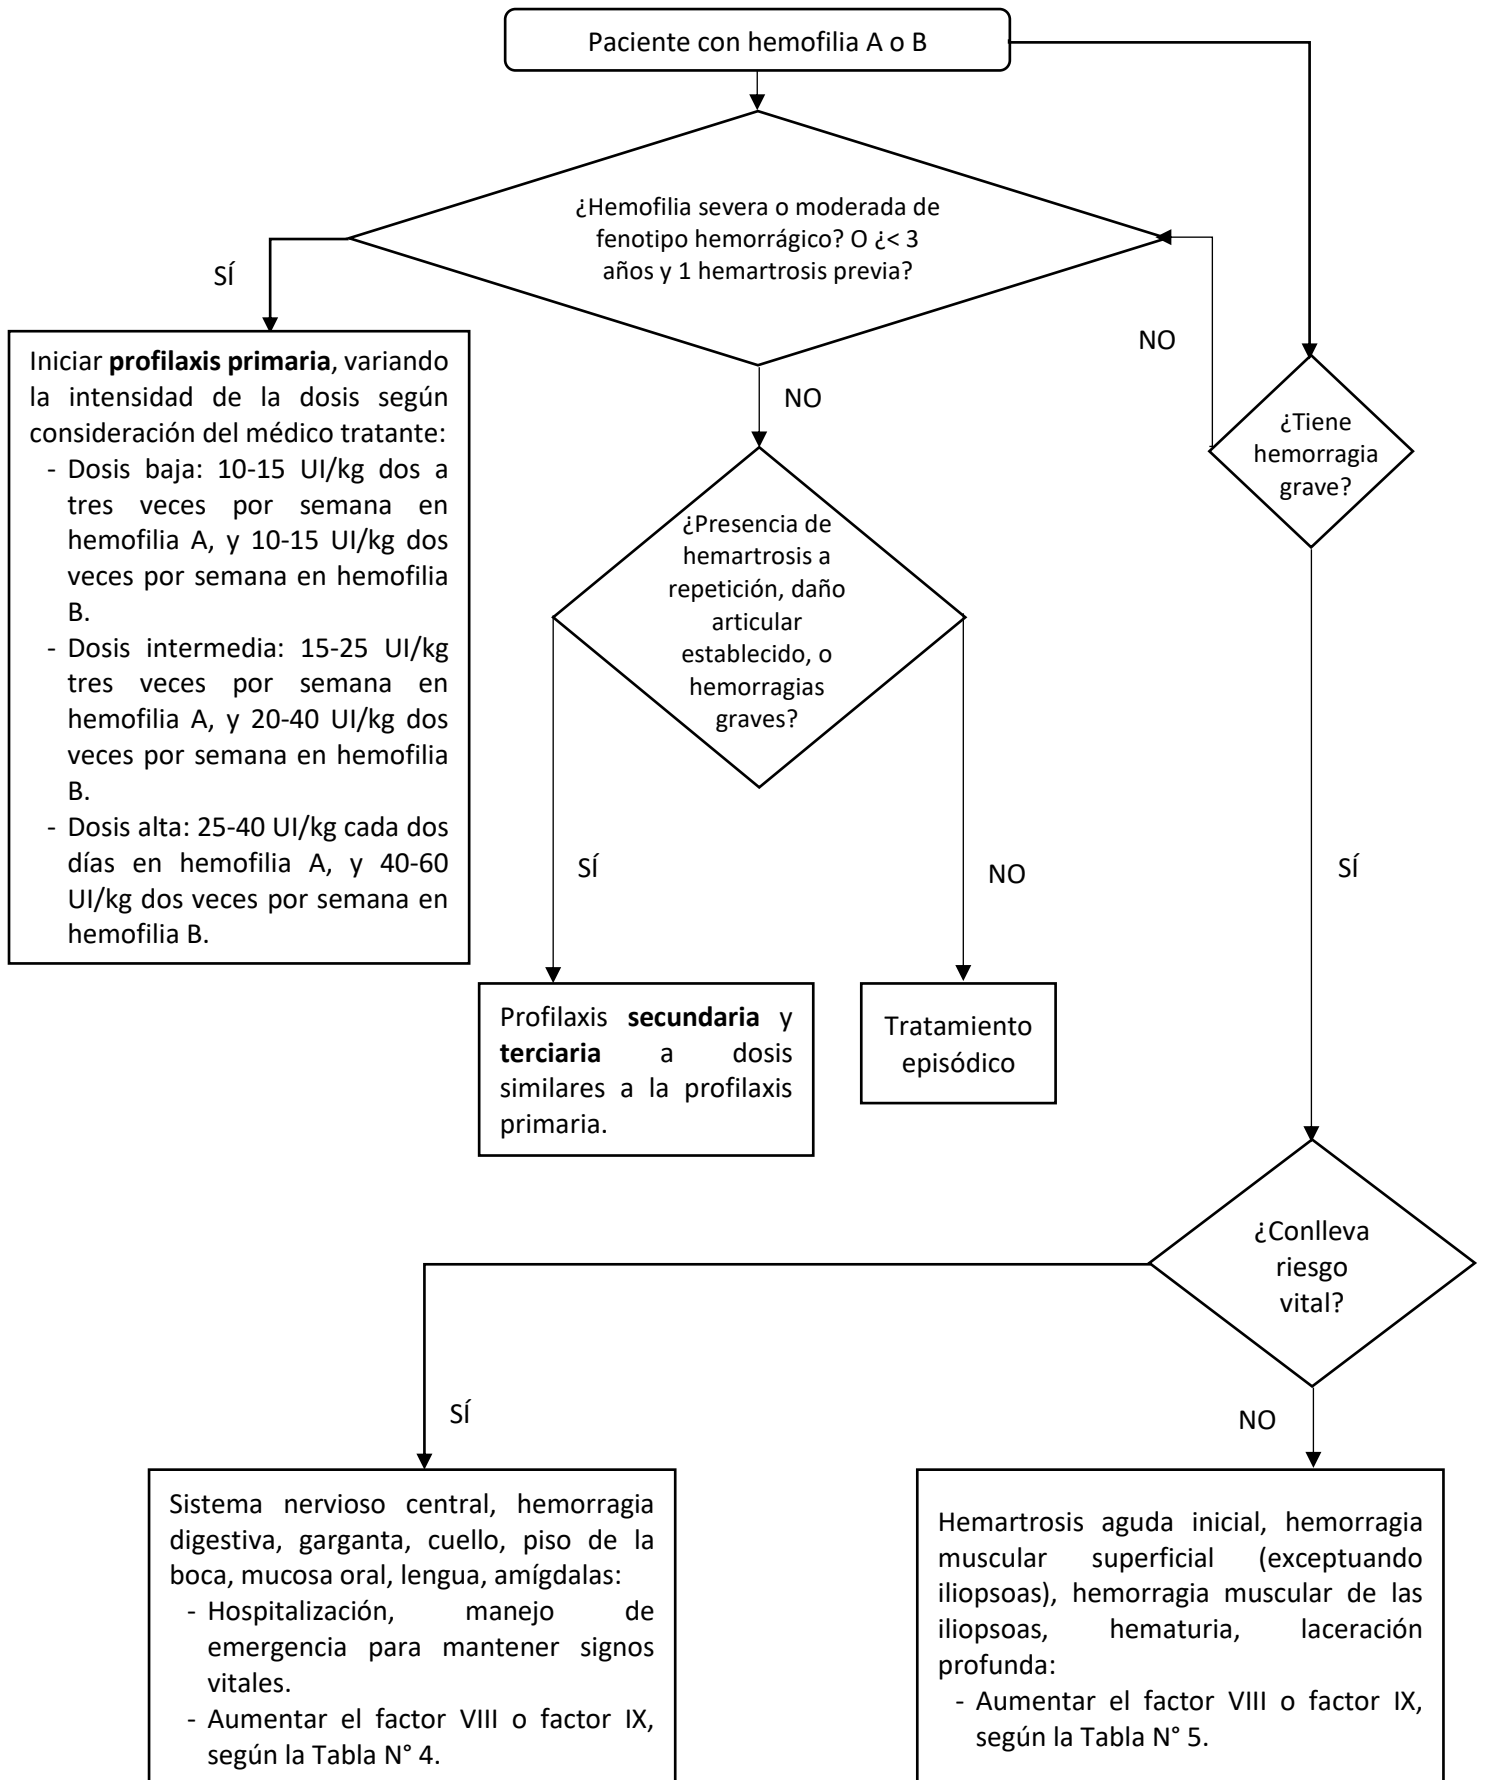 Paciente con hemofilia A o B
¿Hemofilia severa o moderada de
fenotipo hemorrágico? O ¿< 3
años y 1 hemartrosis previa?
SÍ
NO
NO
Iniciar profilaxis primaria, variando
la intensidad de la dosis según
consideración del médico tratante:
- Dosis baja: 10-15 UI/kg dos a
tres veces por semana en
hemofilia A, y 10-15 UI/kg dos
veces por semana en hemofilia
B.
- Dosis intermedia: 15-25 UI/kg
tres veces por semana en
hemofilia A, y 20-40 UI/kg dos
veces por semana en hemofilia
B.
- Dosis alta: 25-40 UI/kg cada dos
días en hemofilia A, y 40-60
UI/kg dos veces por semana en
hemofilia B.
¿Tiene
hemorragia
grave?
¿Presencia de
hemartrosis a
repetición, daño
articular
establecido, o
hemorragias
graves?
SÍ
NO
SÍ
Profilaxis secundaria y
terciaria a dosis
similares a la profilaxis
primaria.
Tratamiento
episódico
¿Conlleva
riesgo
vital?
SÍ
NO
Sistema nervioso central, hemorragia
digestiva, garganta, cuello, piso de la
boca, mucosa oral, lengua, amígdalas:
- Hospitalización, manejo de
emergencia para mantener signos
vitales.
- Aumentar el factor VIII o factor IX,
según la Tabla N° 4.
Hemartrosis aguda inicial, hemorragia
muscular superficial (exceptuando
iliopsoas), hemorragia muscular de las
iliopsoas, hematuria, laceración
profunda:
- Aumentar el factor VIII o factor IX,
según la Tabla N° 5.